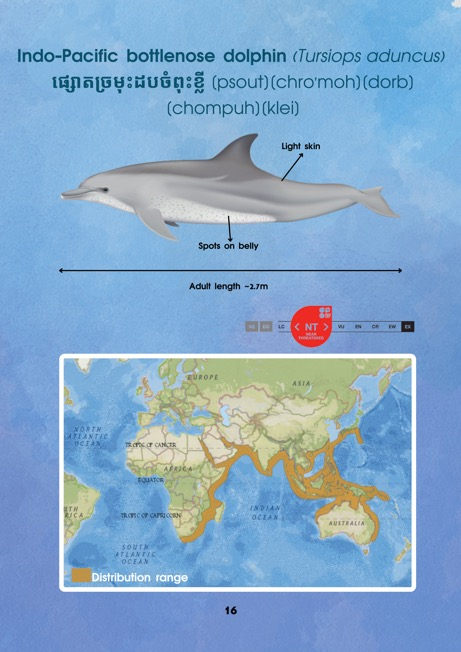 Indo-Pacific bottlenose dolphin (Tursiops aduncus)
ផ្សោតច្រមុះដបចំពុះខ្លី (psout)(chro'moh)(dorb)
(chompuh)(klei)
Light skin
Spots on belly
Adult length ~2.7m
LC < NT > VU EN CR EW EX
NEAR
THREATENED
EUROPE
ASIA
NORTH
ATLANTIC
OCEAN
TROPIC OF CANCER
AFRICA
EQUATOR
TH
RICA
TROPIC OF CAPRICORN
INDIAN
OCEAN
AUSTRALIA
SOUTH
ATLANTIC
OCEAN
Distribution range
16